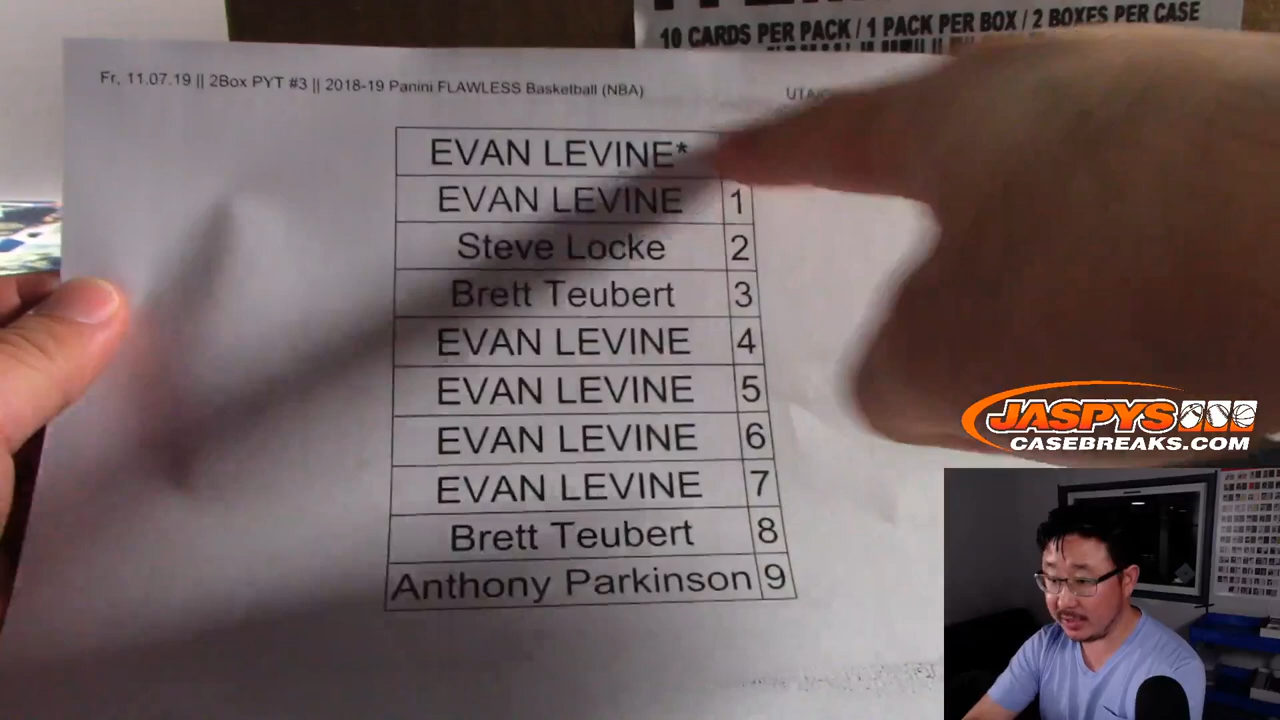 10 CARDS PER PACK / 1 PACK PER BOX / 2 BOXES PER CASE
Fr, 11.07.19 || 2Box PYT #3 || 2018-19 Panini FLAWLESS Basketball (NBA)
EVAN LEVINE*
EVAN LEVINE 1
Steve Locke 2
Brett Teubert 3
EVAN LEVINE 4
EVAN LEVINE 5
EVAN LEVINE 6
EVAN LEVINE 7
Brett Teubert 8
Anthony Parkinson 9
JASPYS
CASEBREAKS.COM